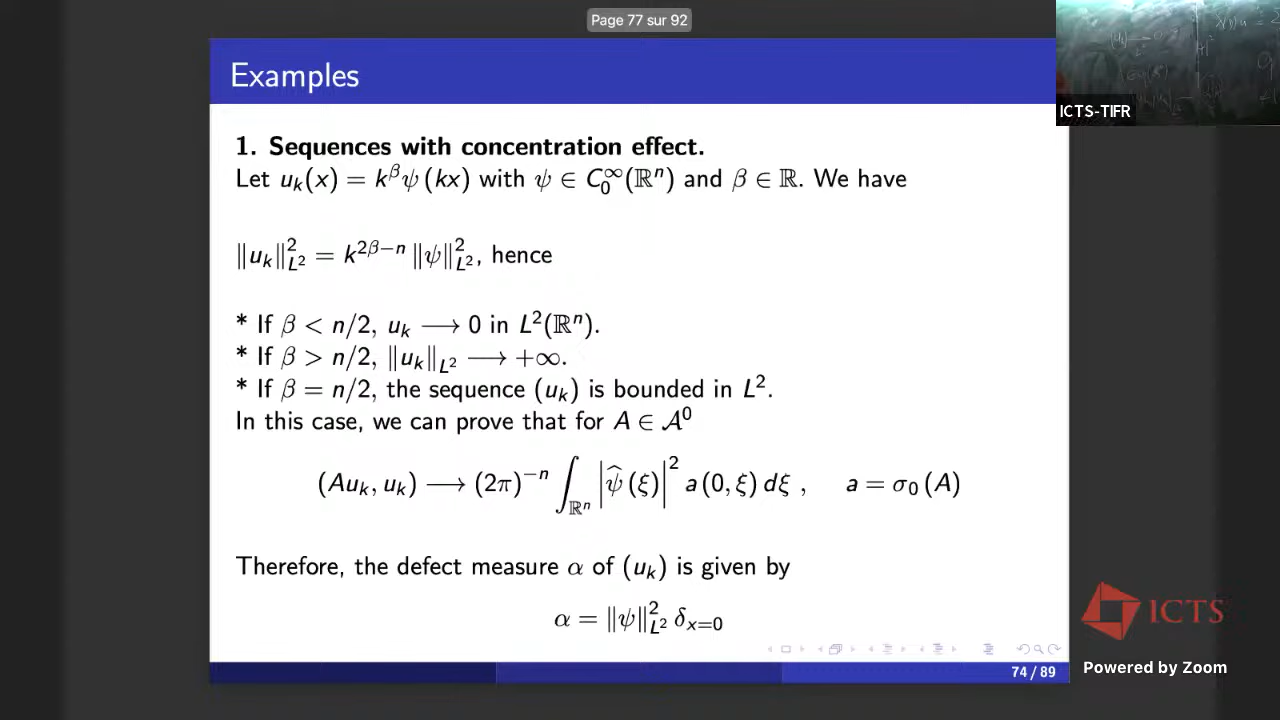 Page 77 sur 92
Examples
ICTS-TIFR
1. Sequences with concentration effect.
Let u_k(x) = k^β ψ (kx) with ψ ∈ C_0^∞(ℝ^n) and β ∈ ℝ. We have
‖u_k‖²_{L²} = k^{2β−n} ‖ψ‖²_{L²}, hence
* If β < n/2, u_k ⟶ 0 in L²(ℝ^n).
* If β > n/2, ‖u_k‖_{L²} ⟶ +∞.
* If β = n/2, the sequence (u_k) is bounded in L².
In this case, we can prove that for A ∈ 𝒜⁰
(Au_k, u_k) ⟶ (2π)^{−n} ∫_{ℝ^n} |ψ̂ (ξ)|² a (0, ξ) dξ , a = σ_0 (A)
Therefore, the defect measure α of (u_k) is given by
α = ‖ψ‖²_{L²} δ_{x=0}
74 / 89
ICTS
Powered by Zoom